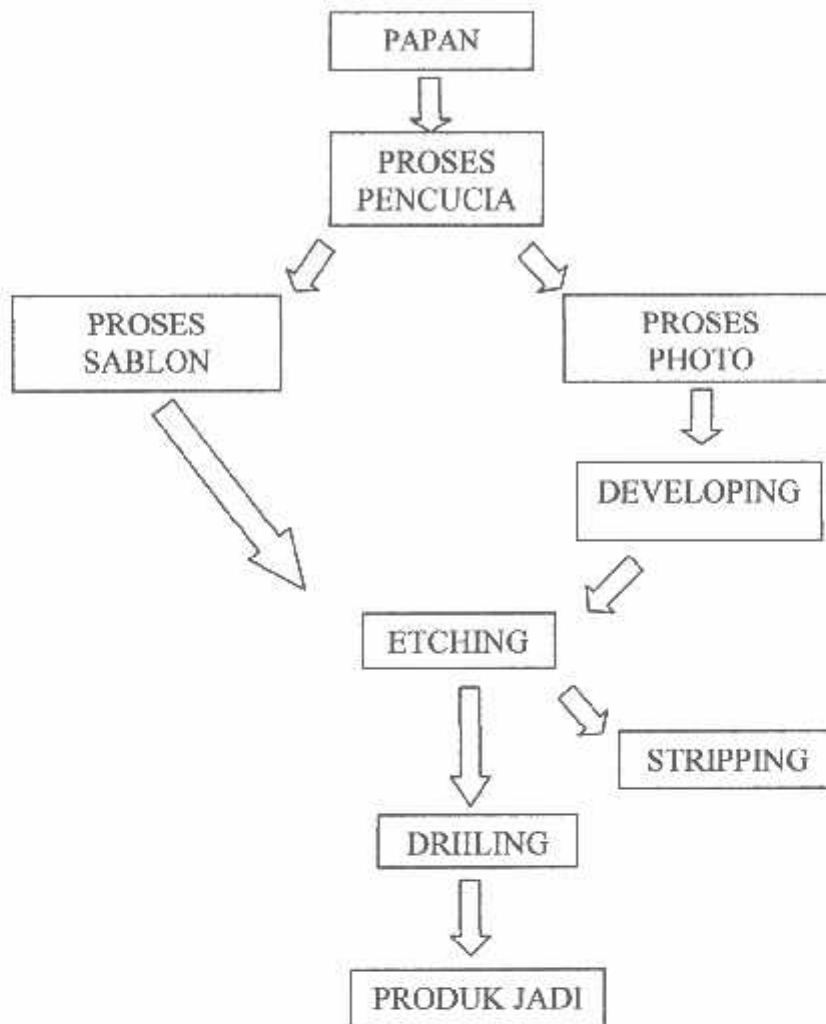 PAPAN
PROSES
PENCUCIA
PROSES
SABLON
PROSES
PHOTO
DEVELOPING
ETCHING
STRIPPING
DRIILING
PRODUK JADI